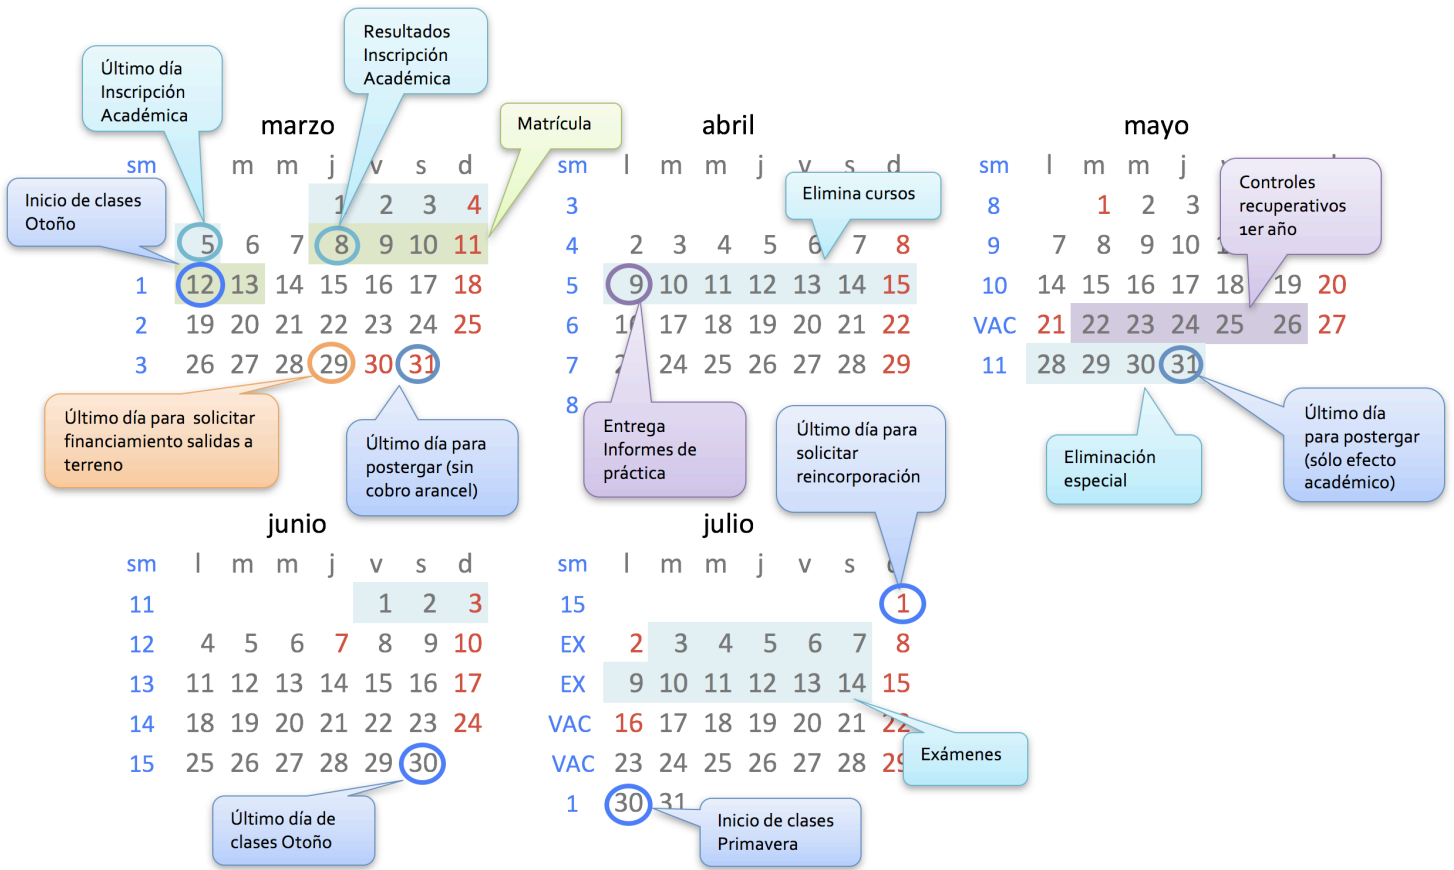 Último día
Inscripción
Académica
Resultados
Inscripción
Académica
Matrícula
Inicio de clases
Otoño
marzo
sm m m j v s d
1 2 3 4
5 6 7 8 9 10 11
1 12 13 14 15 16 17 18
2 19 20 21 22 23 24 25
3 26 27 28 29 30 31
Último día para solicitar
financiamiento salidas a
terreno
Último día para
postergar (sin
cobro arancel)
abril
sm l m m j v s d
Elimina cursos
3
4 2 3 4 5 6 7 8
5 9 10 11 12 13 14 15
6 17 18 19 20 21 22
7 24 25 26 27 28 29
8
Entrega
Informes de
práctica
mayo
sm l m m j
Controles
recuperativos
1er año
8 1 2 3
9 7 8 9 10
10 14 15 16 17 18 19 20
VAC 21 22 23 24 25 26 27
11 28 29 30 31
Eliminación
especial
Último día
para postergar
(sólo efecto
académico)
junio
sm l m m j v s d
11 1 2 3
12 4 5 6 7 8 9 10
13 11 12 13 14 15 16 17
14 18 19 20 21 22 23 24
15 25 26 27 28 29 30
Último día de
clases Otoño
Último día para
solicitar
reincorporación
julio
sm l m m j v s
15 1
EX 2 3 4 5 6 7 8
EX 9 10 11 12 13 14 15
VAC 16 17 18 19 20 21 22
VAC 23 24 25 26 27 28 29
1 30 31
Exámenes
Inicio de clases
Primavera